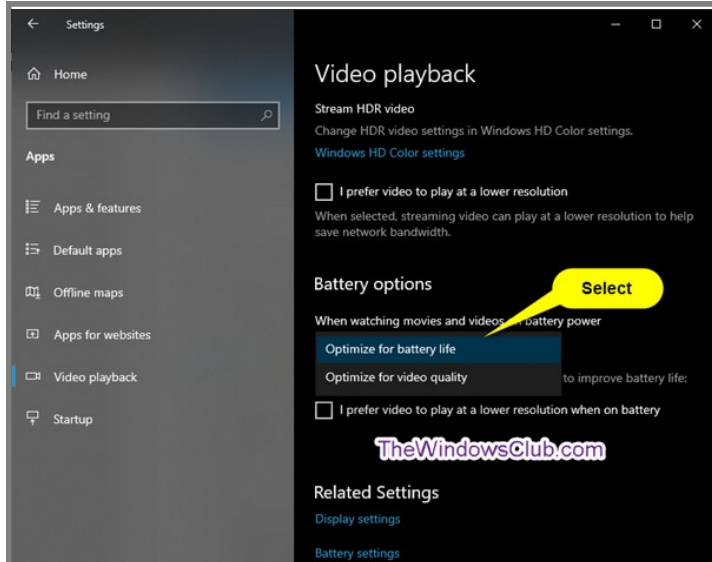 Settings
Home
Find a setting
Apps
Apps & features
Default apps
Offline maps
Apps for websites
Video playback
Startup
Video playback
Stream HDR video
Change HDR video settings in Windows HD Color settings.
Windows HD Color settings
I prefer video to play at a lower resolution
When selected, streaming video can play at a lower resolution to help
save network bandwidth.
Battery options
Select
When watching movies and videos on battery power
Optimize for battery life
Optimize for video quality
to improve battery life:
I prefer video to play at a lower resolution when on battery
TheWindowsClub.com
Related Settings
Display settings
Battery settings